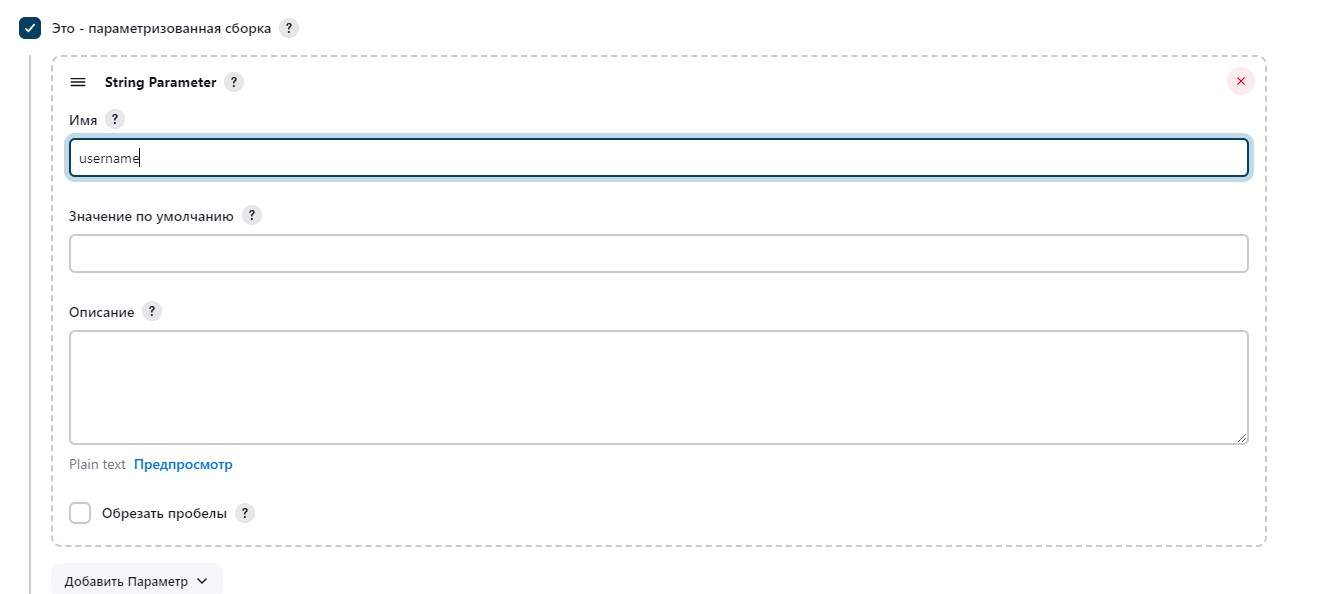 Это - параметризованная сборка ?
String Parameter ?
Имя ?
username
Значение по умолчанию ?
Описание ?
Plain text Предпросмотр
Обрезать пробелы ?
Добавить Параметр